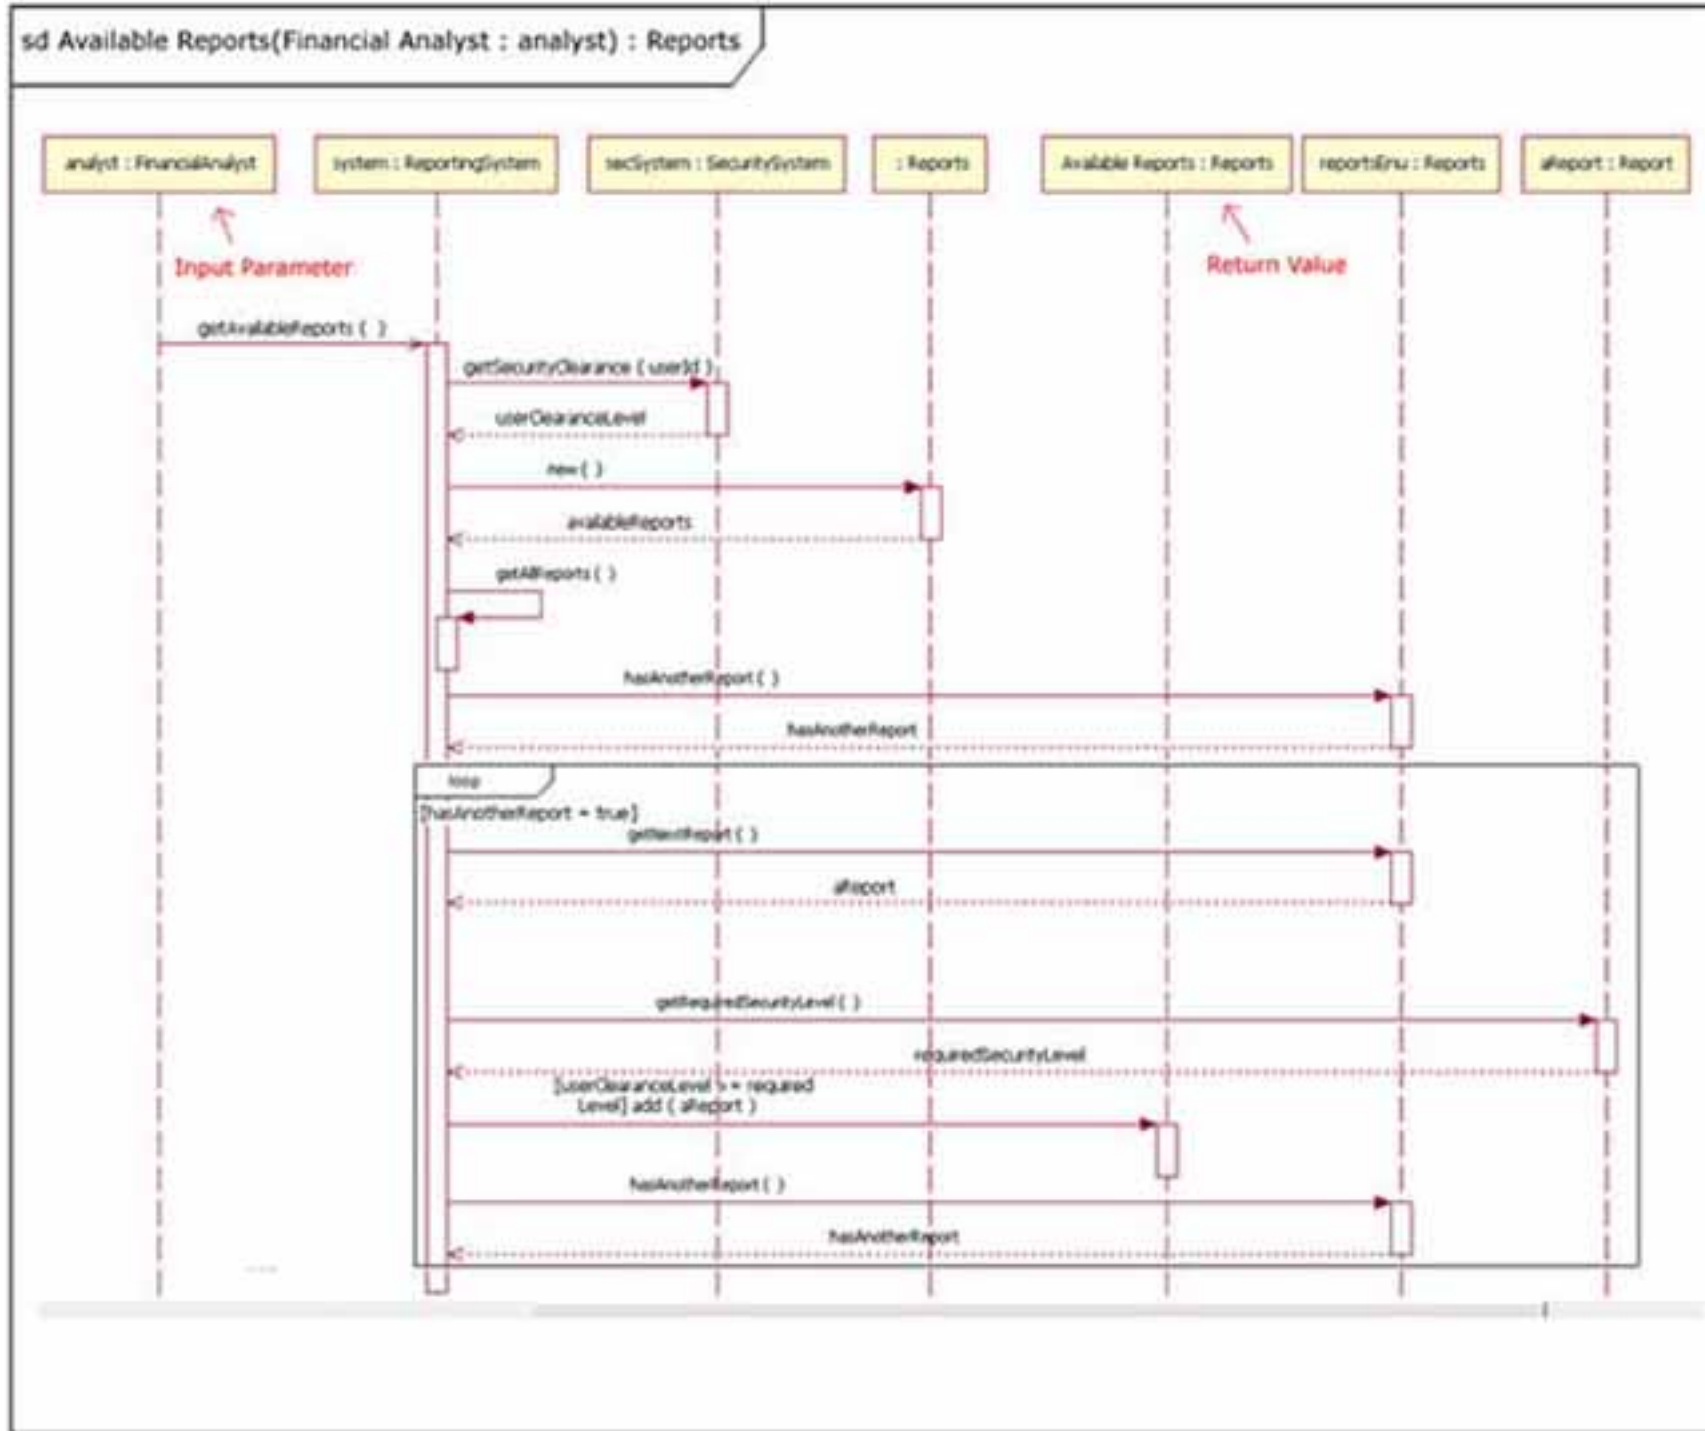 sd Available Reports(Financial Analyst : analyst) : Reports
analyst : FinancialAnalyst
system : ReportingSystem
secSystem : SecuritySystem
: Reports
Available Reports : Reports
reportsEnu : Reports
aReport : Report
Input Parameter
Return Value
getAvailableReports ( )
getSecurityClearance ( userId )
userClearanceLevel
new ( )
availableReports
getAllReports ( )
hasAnotherReport ( )
hasAnotherReport
loop
[hasAnotherReport = true]
getNextReport ( )
aReport
getRequiredSecurityLevel ( )
requiredSecurityLevel
[userClearanceLevel >= required
Level] add ( aReport )
hasAnotherReport ( )
hasAnotherReport